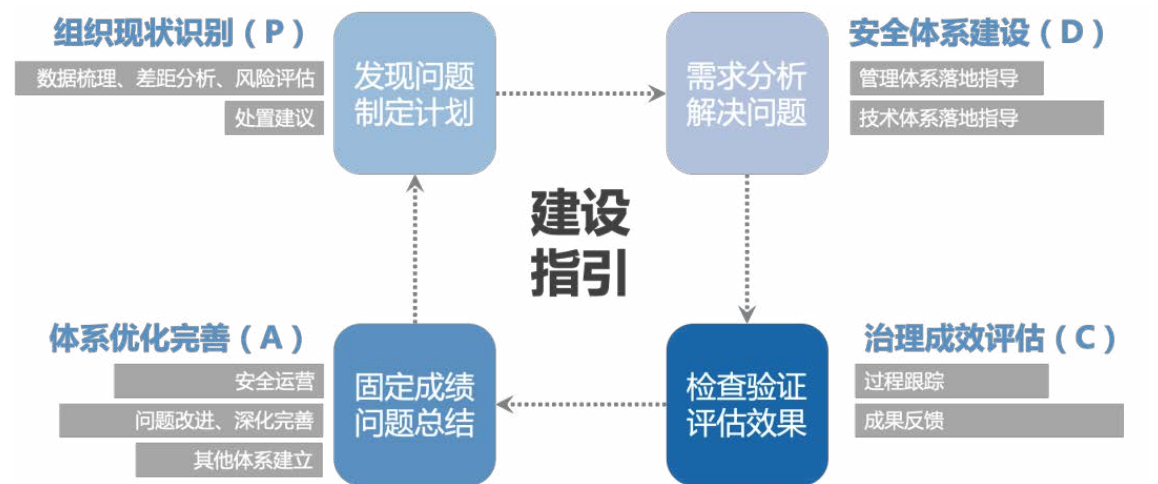 组织现状识别（P）
数据梳理、差距分析、风险评估
处置建议
发现问题
制定计划
需求分析
解决问题
安全体系建设（D）
管理体系落地指导
技术体系落地指导
建设
指引
体系优化完善（A）
安全运营
问题改进、深化完善
其他体系建立
固定成绩
问题总结
检查验证
评估效果
治理成效评估（C）
过程跟踪
成果反馈